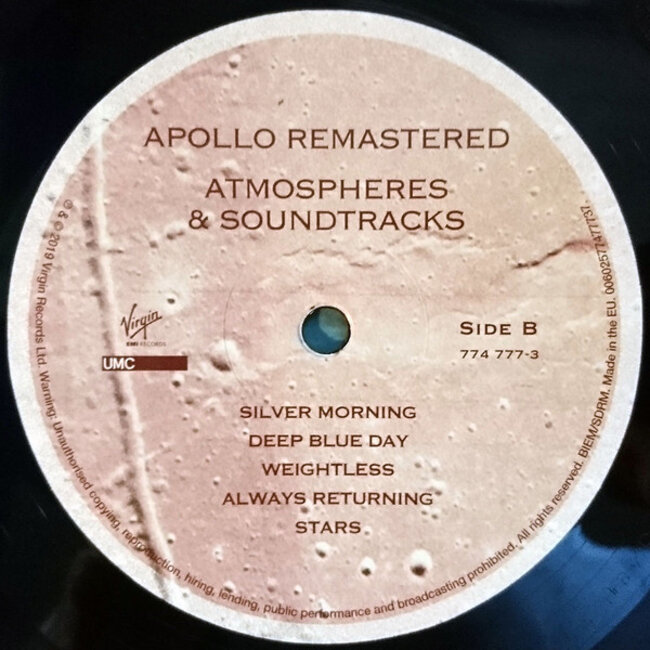 APOLLO REMASTERED
ATMOSPHERES
& SOUNDTRACKS
Virgin
EMI RECORDS
UMC
SIDE B
774 777-3
SILVER MORNING
DEEP BLUE DAY
WEIGHTLESS
ALWAYS RETURNING
STARS
℗ & © 2019 Virgin Records Ltd. Warning: Unauthorised copying, reproduction, hiring, lending, public performance and broadcasting prohibited. All rights reserved. BIEM/SDRM. Made in the EU. 00602577477737.